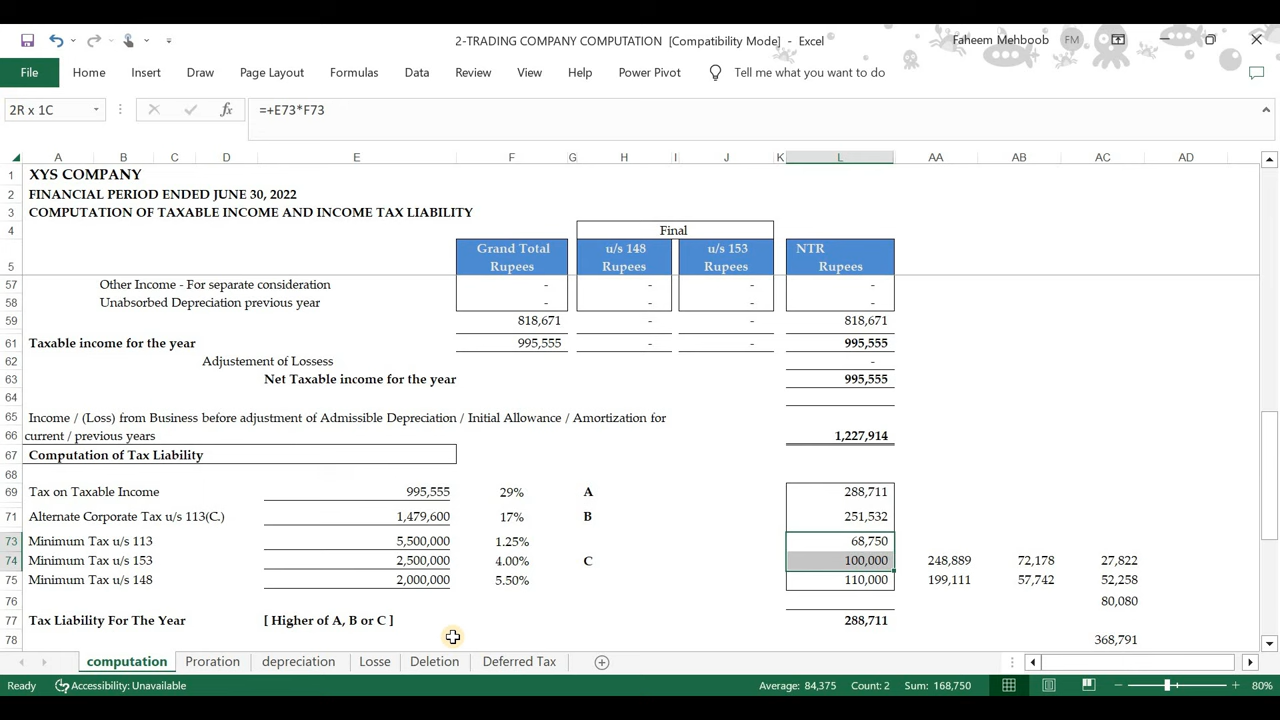 2-TRADING COMPANY COMPUTATION [Compatibility Mode] - Excel
Faheem Mehboob FM
File Home Insert Draw Page Layout Formulas Data Review View Help Power Pivot Tell me what you want to do
2R x 1C fx =+E73*F73
A B C D E F G H I J K L AA AB AC AD
1 XYS COMPANY
2 FINANCIAL PERIOD ENDED JUNE 30, 2022
3 COMPUTATION OF TAXABLE INCOME AND INCOME TAX LIABILITY
4 Final
Grand Total u/s 148 u/s 153 NTR
5 Rupees Rupees Rupees Rupees
57 Other Income - For separate consideration - - - -
58 Unabsorbed Depreciation previous year - - - -
59 818,671 - - 818,671
61 Taxable income for the year 995,555 - - 995,555
62 Adjustement of Lossess -
63 Net Taxable income for the year 995,555
64
65 Income / (Loss) from Business before adjustment of Admissible Depreciation / Initial Allowance / Amortization for
66 current / previous years 1,227,914
67 Computation of Tax Liability
68
69 Tax on Taxable Income 995,555 29% A 288,711
71 Alternate Corporate Tax u/s 113(C.) 1,479,600 17% B 251,532
73 Minimum Tax u/s 113 5,500,000 1.25% 68,750
74 Minimum Tax u/s 153 2,500,000 4.00% C 100,000 248,889 72,178 27,822
75 Minimum Tax u/s 148 2,000,000 5.50% 110,000 199,111 57,742 52,258
76 80,080
77 Tax Liability For The Year [ Higher of A, B or C ] 288,711
78 368,791
computation Proration depreciation Losse Deletion Deferred Tax
Ready Accessibility: Unavailable Average: 84,375 Count: 2 Sum: 168,750 80%